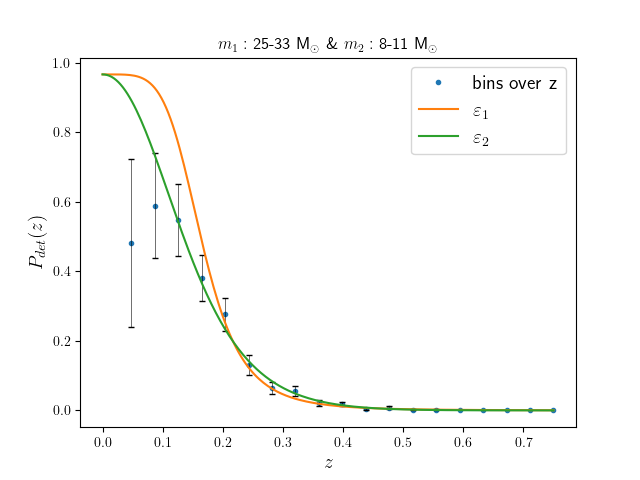 m₁ : 25-33 M☉ & m₂ : 8-11 M☉
bins over z
ε₁
ε₂
P_det(z)
1.0
0.8
0.6
0.4
0.2
0.0
0.0 0.1 0.2 0.3 0.4 0.5 0.6 0.7
z